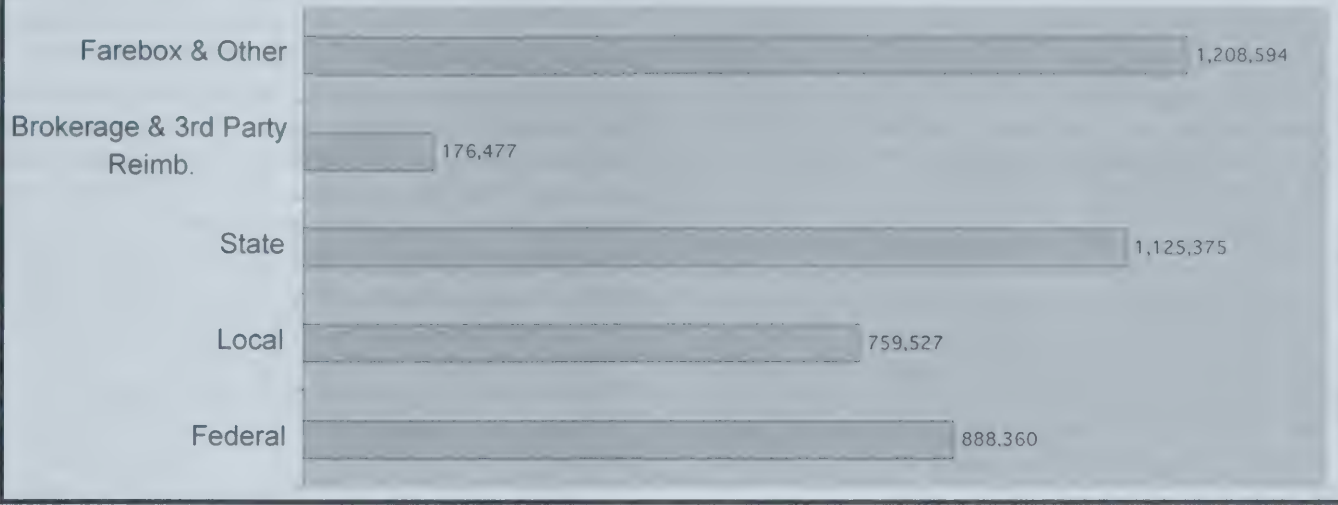 Farebox & Other
1,208,594
Brokerage & 3rd Party
Reimb.
176,477
State
1,125,375
Local
759,527
Federal
888,360